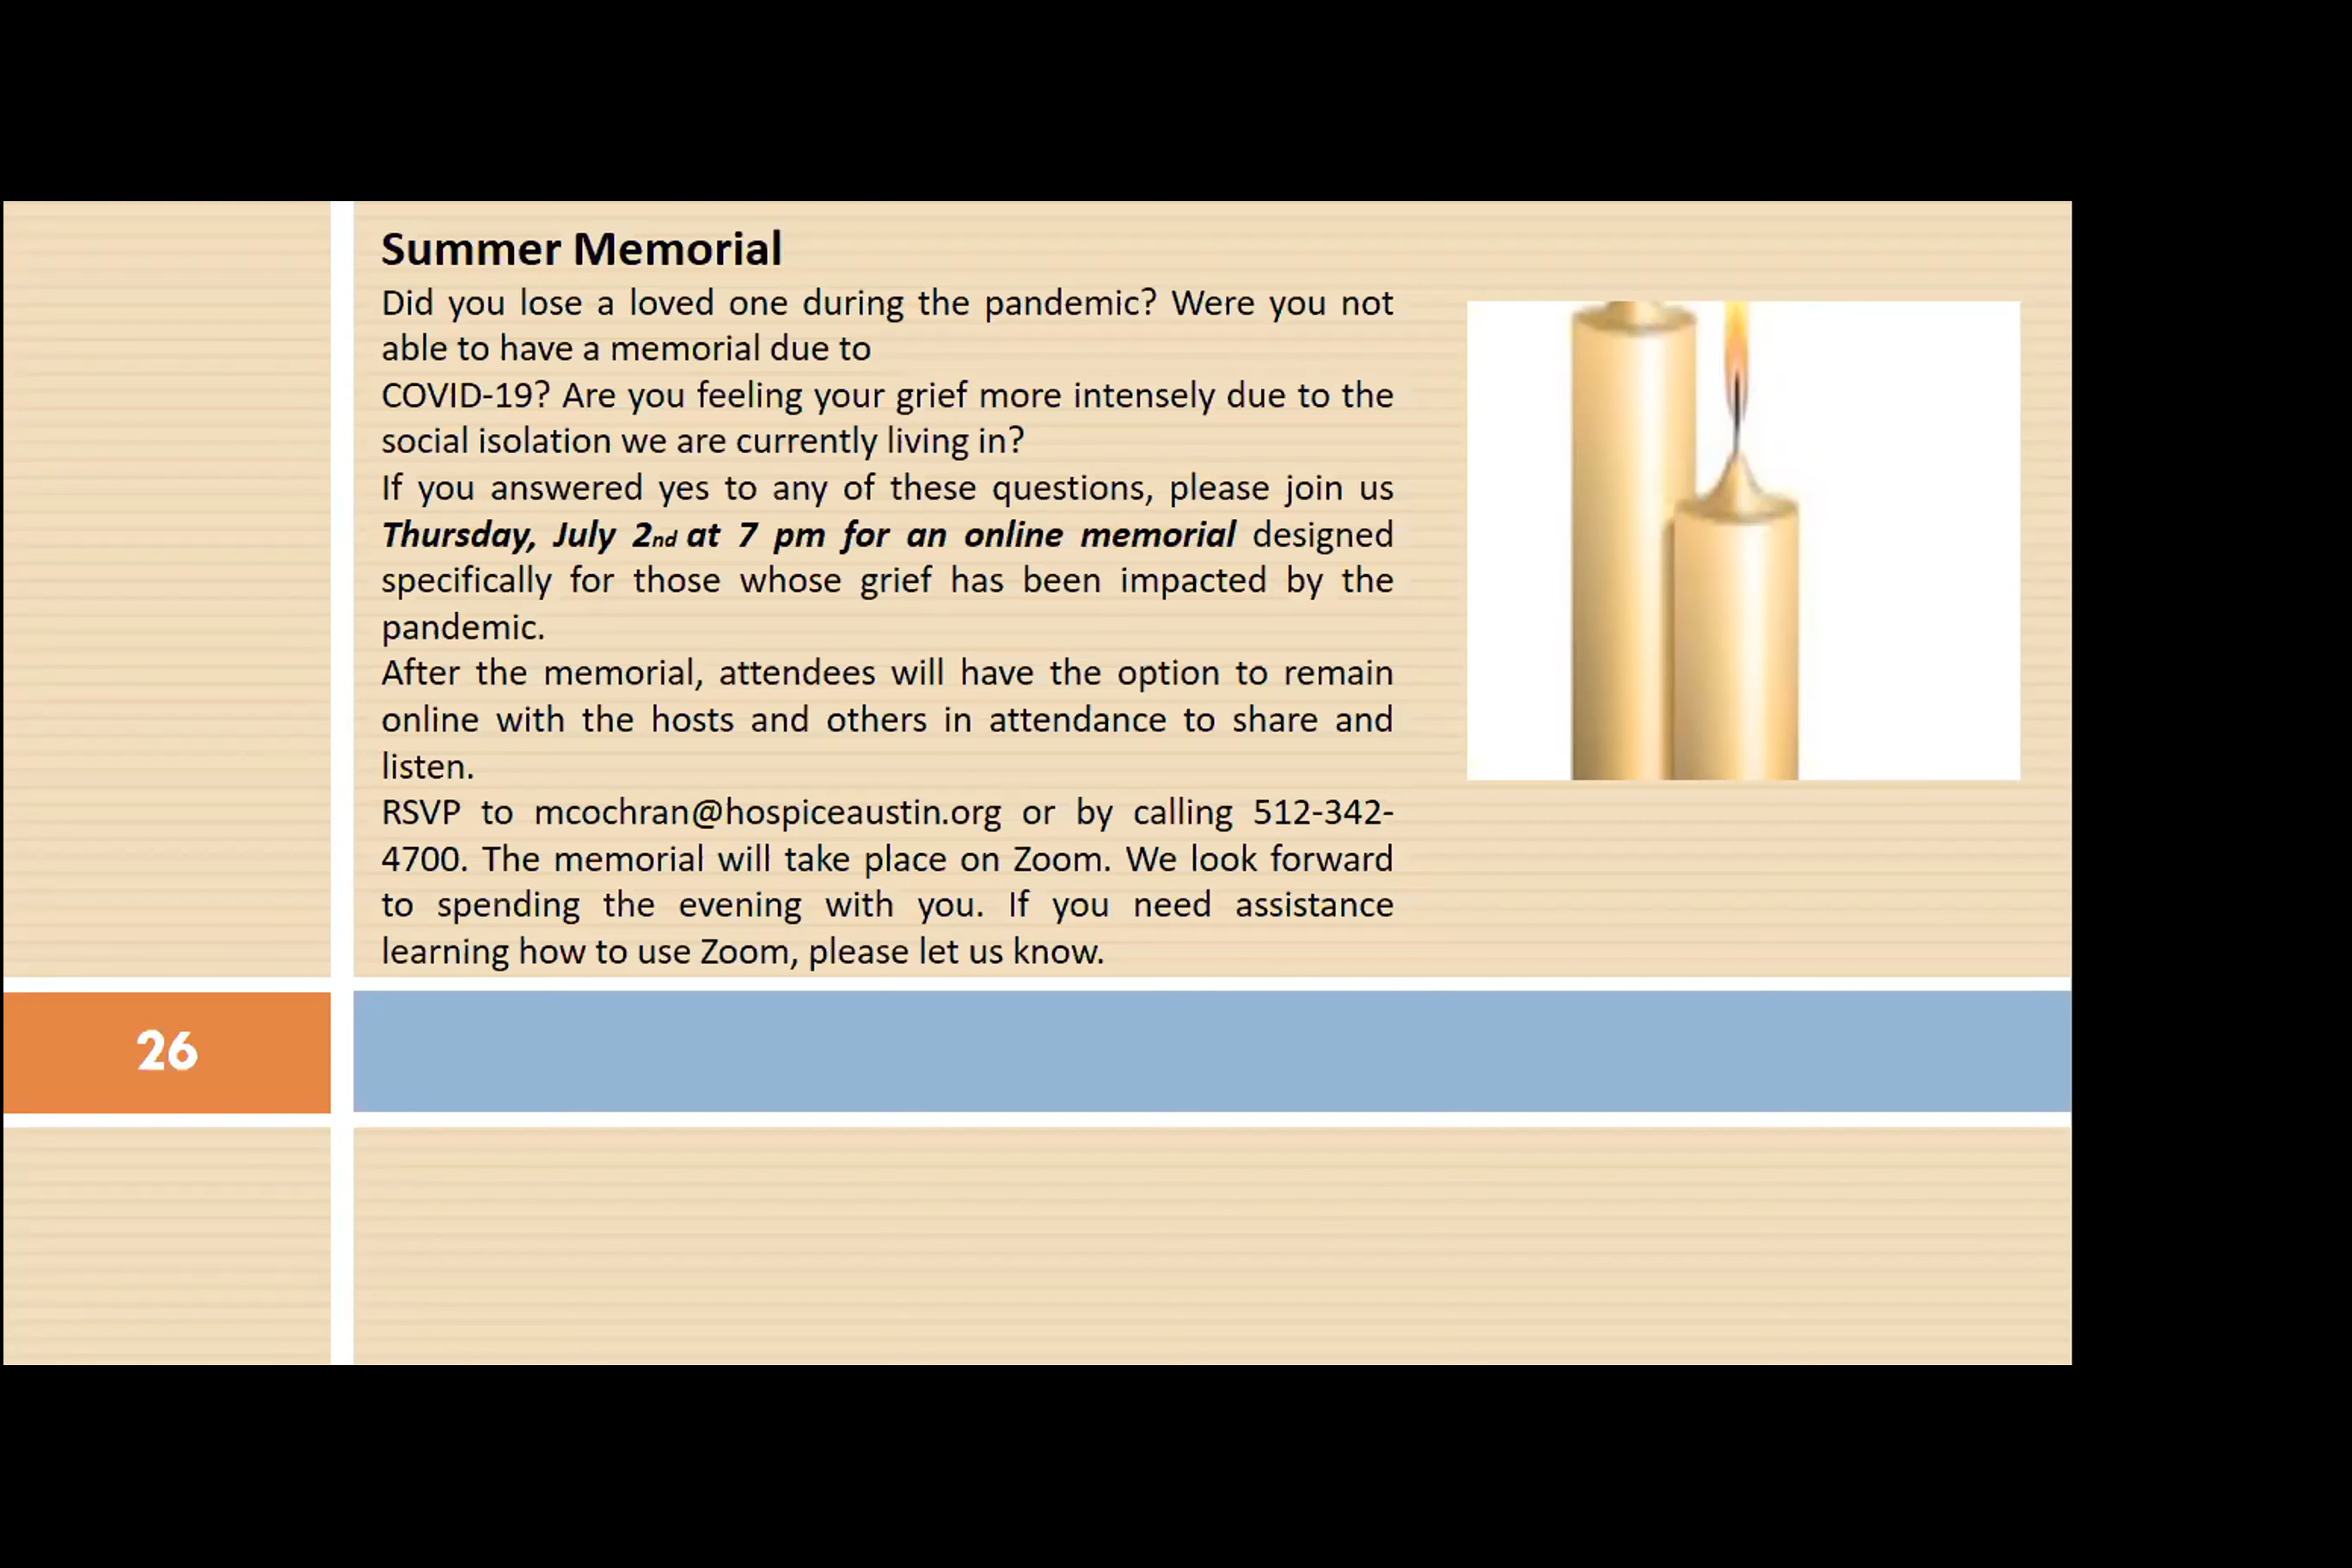 Summer Memorial
Did you lose a loved one during the pandemic? Were you not
able to have a memorial due to
COVID-19? Are you feeling your grief more intensely due to the
social isolation we are currently living in?
If you answered yes to any of these questions, please join us
Thursday, July 2nd at 7 pm for an online memorial designed
specifically for those whose grief has been impacted by the
pandemic.
After the memorial, attendees will have the option to remain
online with the hosts and others in attendance to share and
listen.
RSVP to mcochran@hospiceaustin.org or by calling 512-342-
4700. The memorial will take place on Zoom. We look forward
to spending the evening with you. If you need assistance
learning how to use Zoom, please let us know.
26